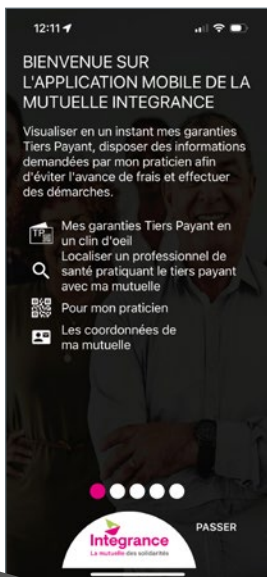 12:11
BIENVENUE SUR
L'APPLICATION MOBILE DE LA
MUTUELLE INTEGRANCE
Visualiser en un instant mes garanties
Tiers Payant, disposer des informations
demandées par mon praticien afin
d'éviter l'avance de frais et effectuer
des démarches.
TP
Mes garanties Tiers Payant en
un clin d'oeil
Localiser un professionnel de
santé pratiquant le tiers payant
avec ma mutuelle
Pour mon praticien
Les coordonnées de
ma mutuelle
Integrance
La mutuelle des solidarités
PASSER